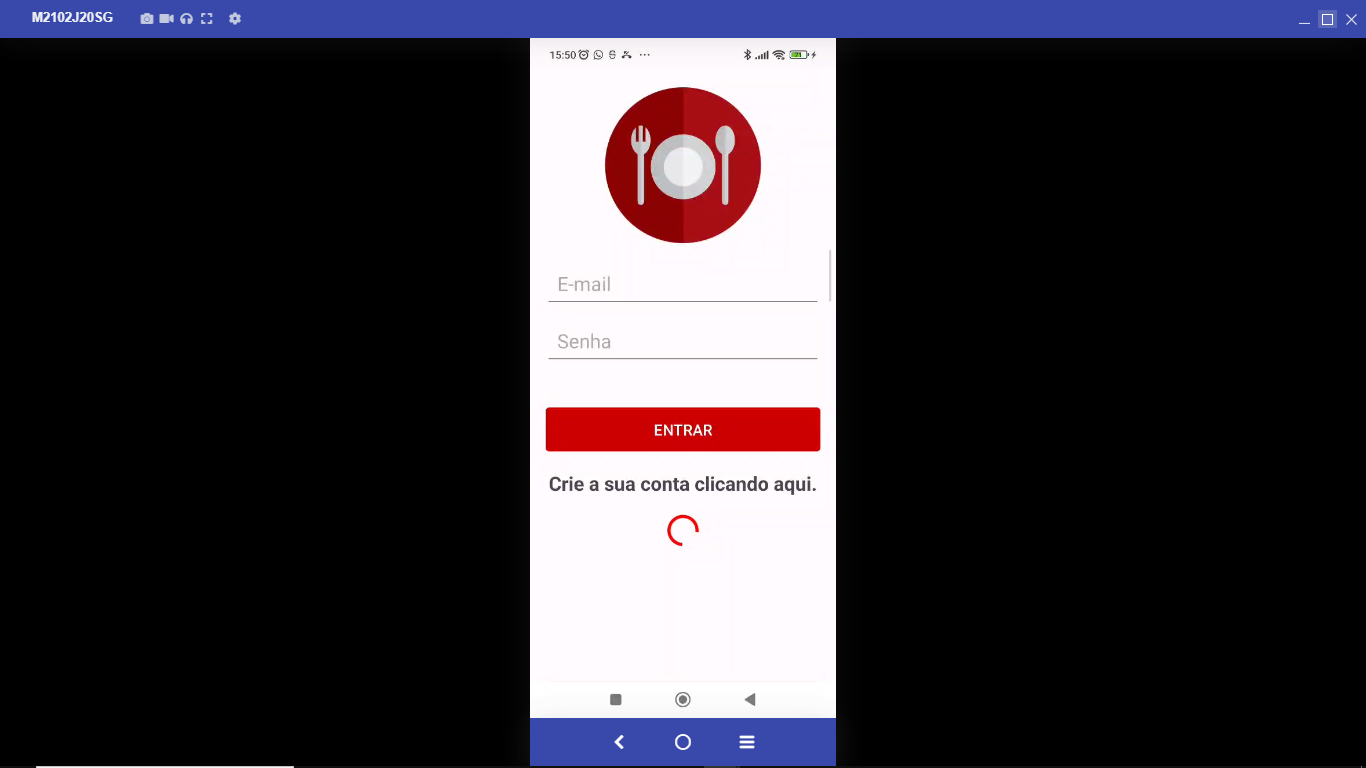 M2102J20SG
15:50
E-mail
Senha
ENTRAR
Crie a sua conta clicando aqui.